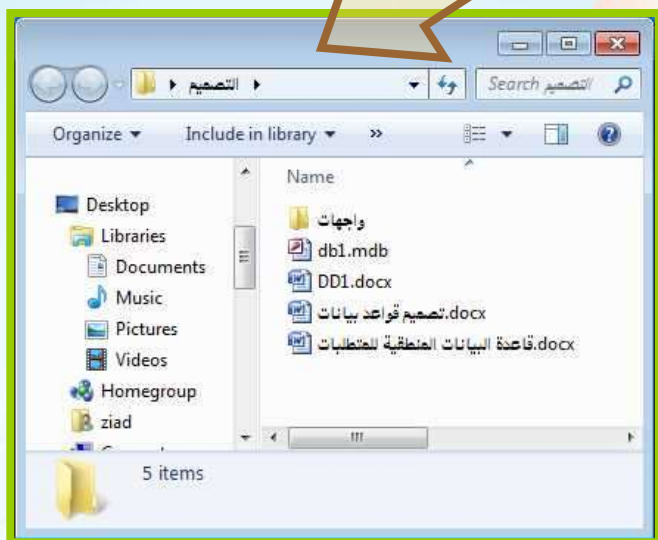 التصميم
Search التصميم
Organize Include in library »
Name
Desktop
Libraries
Documents
Music
Pictures
Videos
Homegroup
ziad
واجهات
db1.mdb
DD1.docx
تصميم قواعد بيانات.docx
قاعدة البيانات المنطقية للمتطلبات.docx
5 items